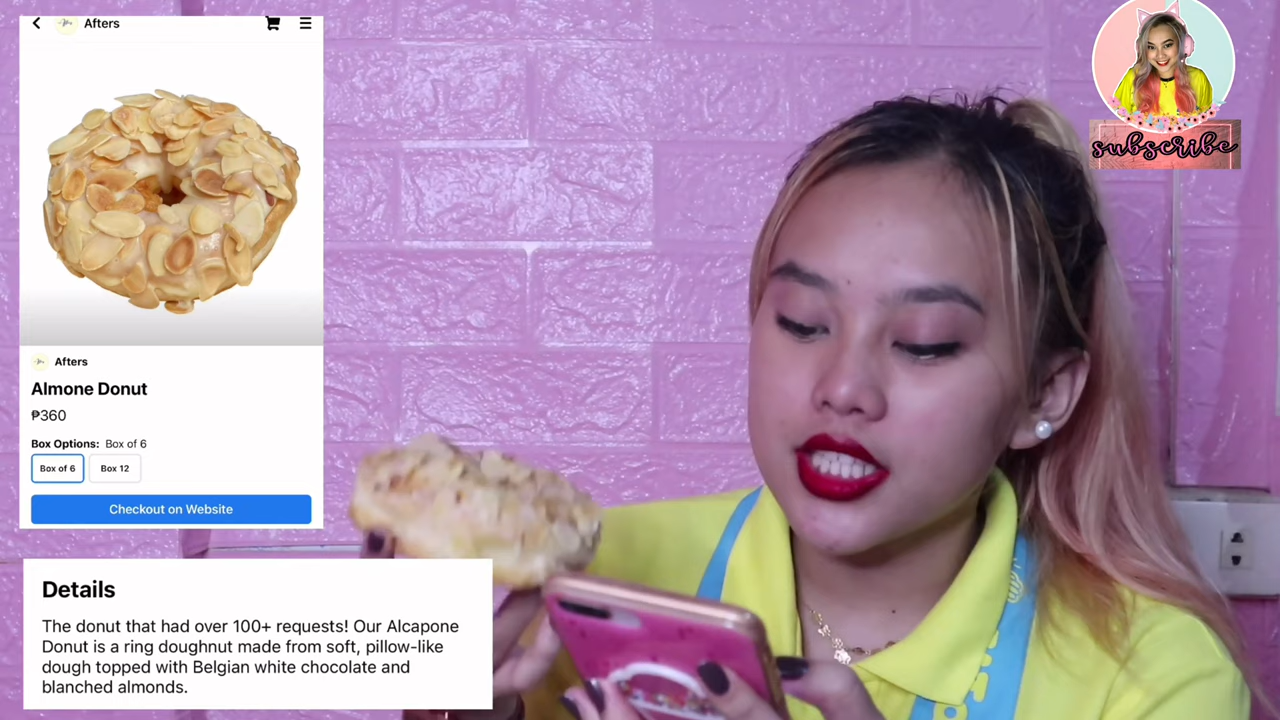 Afters
subscribe
Afters
Almone Donut
₱360
Box Options: Box of 6
Box of 6
Box 12
Checkout on Website
Details
The donut that had over 100+ requests! Our Alcapone
Donut is a ring doughnut made from soft, pillow-like
dough topped with Belgian white chocolate and
blanched almonds.